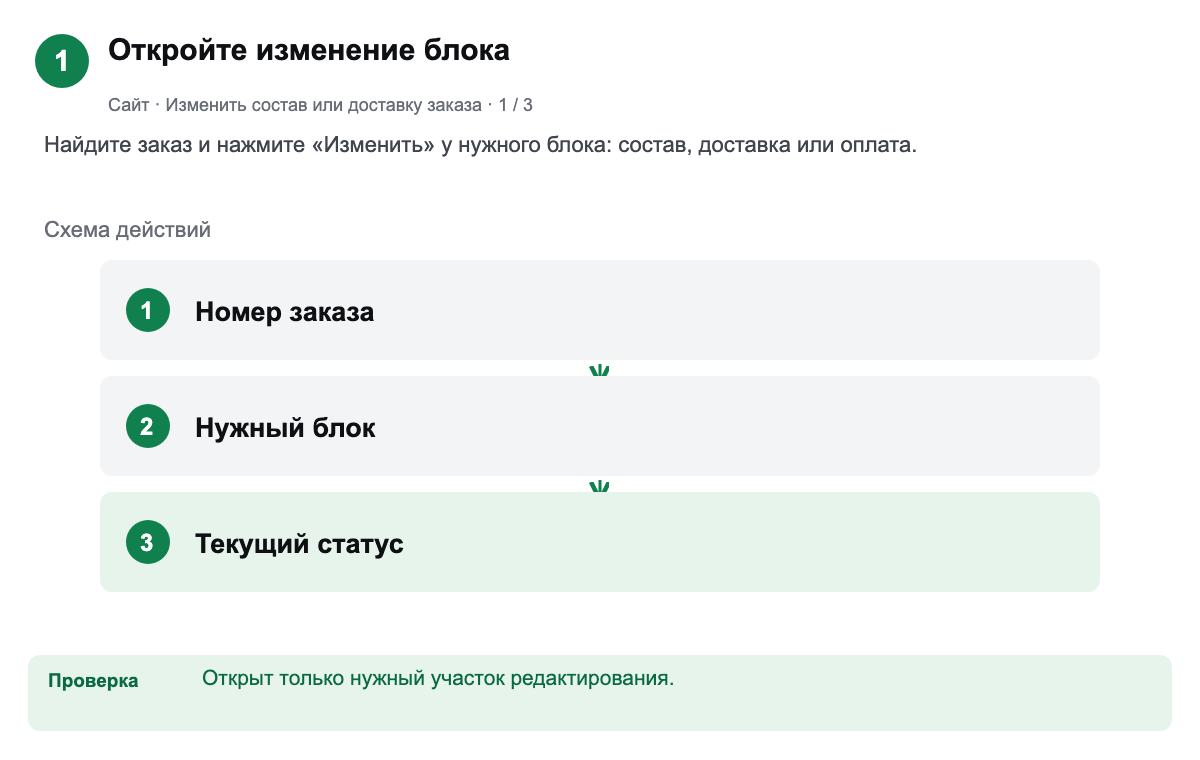 1
Откройте изменение блока
Сайт · Изменить состав или доставку заказа · 1 / 3
Найдите заказ и нажмите «Изменить» у нужного блока: состав, доставка или оплата.
Схема действий
1 Номер заказа
2 Нужный блок
3 Текущий статус
Проверка Открыт только нужный участок редактирования.